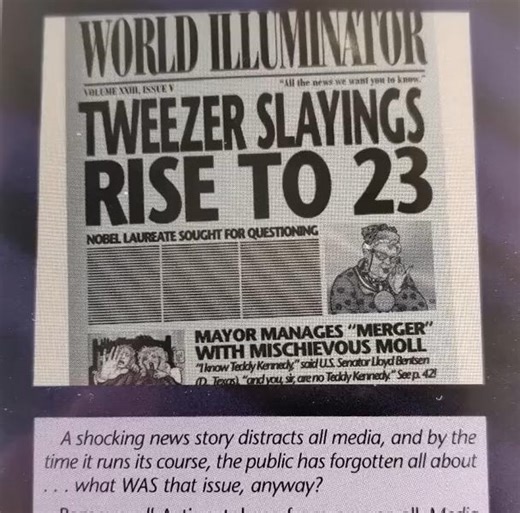 WORLD ILLUMINATOR
VOLUME XXIII, ISSUE V
"All the news we want you to know."
TWEEZER SLAYINGS
RISE TO 23
NOBEL LAUREATE SOUGHT FOR QUESTIONING
MAYOR MANAGES "MERGER"
WITH MISCHIEVOUS MOLL
"I know Teddy Kennedy," said U.S. Senator Lloyd Bentsen
(D, Texas), "and you, sir, are no Teddy Kennedy." See p. 42!
A shocking news story distracts all media, and by the
time it runs its course, the public has forgotten all about
. . . what WAS that issue, anyway?